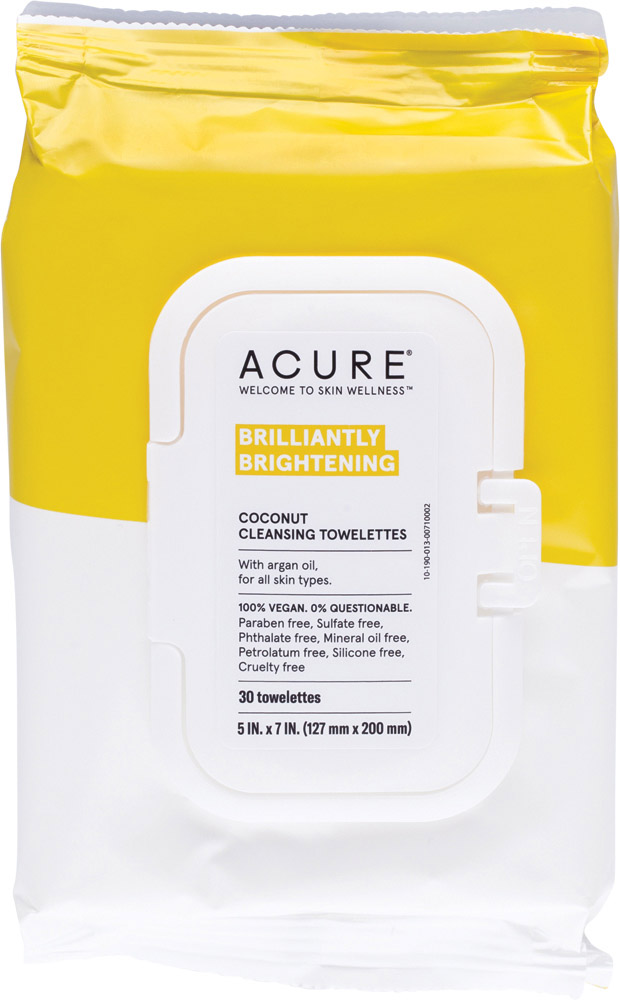 ACURE®
WELCOME TO SKIN WELLNESS™
BRILLIANTLY
BRIGHTENING
COCONUT
CLEANSING TOWELETTES
With argan oil,
for all skin types.
100% VEGAN. 0% QUESTIONABLE.
Paraben free, Sulfate free,
Phthalate free, Mineral oil free,
Petrolatum free, Silicone free,
Cruelty free
30 towelettes
5 IN. x 7 IN. (127 mm x 200 mm)
10-190-013-00710002
OPEN